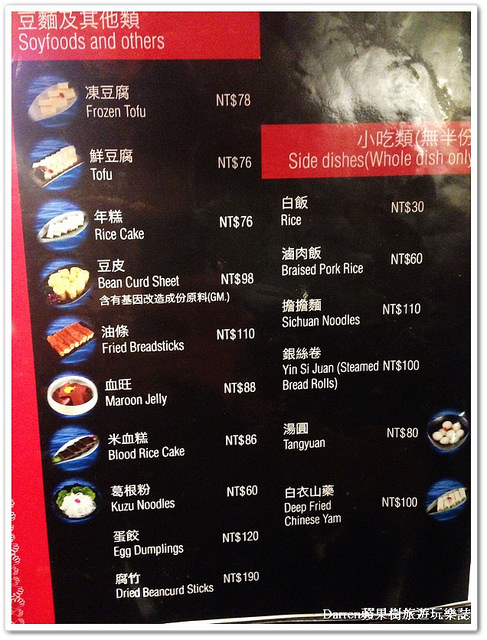 豆麵及其他類
Soyfoods and others
凍豆腐
Frozen Tofu
NT$78
鮮豆腐
Tofu
NT$76
年糕
Rice Cake
NT$76
豆皮
Bean Curd Sheet
NT$98
含有基因改造成份原料(GM.)
油條
Fried Breadsticks
NT$110
血旺
Maroon Jelly
NT$88
米血糕
Blood Rice Cake
NT$86
葛根粉
Kuzu Noodles
NT$60
蛋餃
Egg Dumplings
NT$120
腐竹
Dried Beancurd Sticks
NT$190
小吃類(無半份
Side dishes(Whole dish only
白飯
Rice
NT$30
滷肉飯
Braised Pork Rice
NT$60
擔擔麵
Sichuan Noodles
NT$110
銀絲卷
Yin Si Juan (Steamed
Bread Rolls)
NT$100
湯圓
Tangyuan
NT$80
白衣山藥
Deep Fried
Chinese Yam
NT$100
Darren蘋果樹旅遊玩樂誌